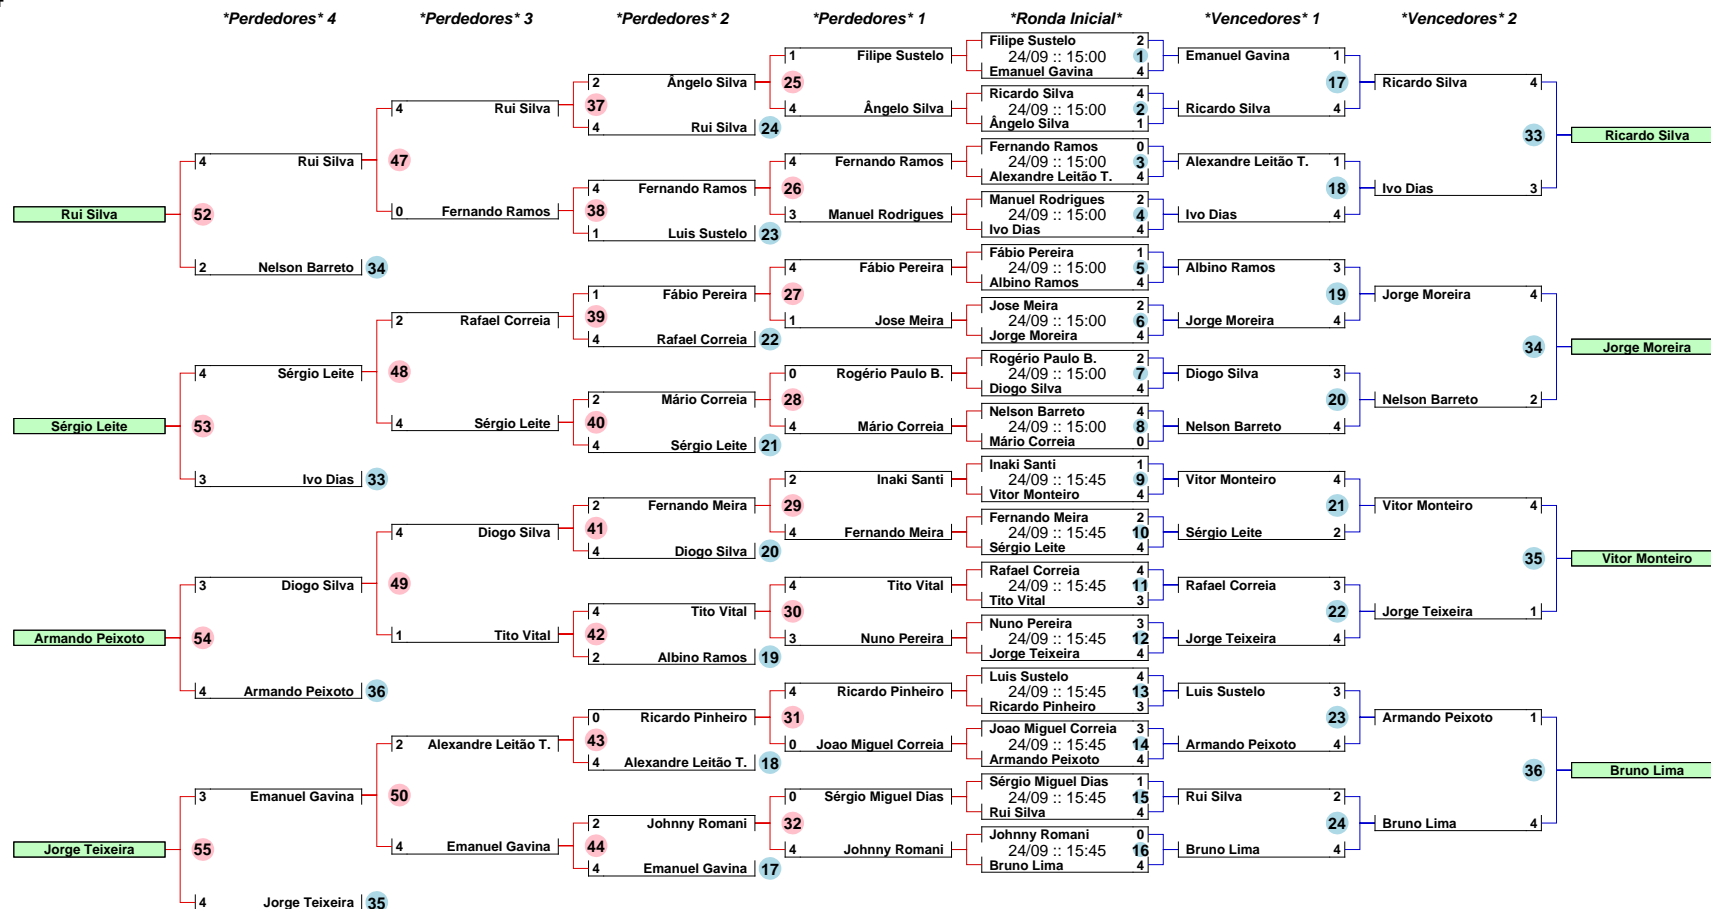 *Perdedores* 4
*Perdedores* 3
*Perdedores* 2
*Perdedores* 1
*Ronda Inicial*
*Vencedores* 1
*Vencedores* 2
Rui Silva
52
Sérgio Leite
53
Armando Peixoto
54
Jorge Teixeira
55
4 Rui Silva
2 Nelson Barreto 34
4 Sérgio Leite
3 Ivo Dias 33
3 Diogo Silva
4 Armando Peixoto 36
3 Emanuel Gavina
4 Jorge Teixeira 35
4 Rui Silva
47
0 Fernando Ramos
2 Rafael Correia
48
4 Sérgio Leite
4 Diogo Silva
49
1 Tito Vital
2 Alexandre Leitão T.
50
4 Emanuel Gavina
2 Ângelo Silva
37
4 Rui Silva 24
4 Fernando Ramos
38
1 Luis Sustelo 23
1 Fábio Pereira
39
4 Rafael Correia 22
2 Mário Correia
40
4 Sérgio Leite 21
2 Fernando Meira
41
4 Diogo Silva 20
4 Tito Vital
42
2 Albino Ramos 19
0 Ricardo Pinheiro
43
4 Alexandre Leitão T. 18
2 Johnny Romani
44
4 Emanuel Gavina 17
1 Filipe Sustelo
25
4 Ângelo Silva
4 Fernando Ramos
26
3 Manuel Rodrigues
4 Fábio Pereira
27
1 Jose Meira
0 Rogério Paulo B.
28
4 Mário Correia
2 Inaki Santi
29
4 Fernando Meira
4 Tito Vital
30
3 Nuno Pereira
4 Ricardo Pinheiro
31
0 Joao Miguel Correia
0 Sérgio Miguel Dias
32
4 Johnny Romani
Filipe Sustelo 2
24/09 :: 15:00 1
Emanuel Gavina 4
Ricardo Silva 4
24/09 :: 15:00 2
Ângelo Silva 1
Fernando Ramos 0
24/09 :: 15:00 3
Alexandre Leitão T. 4
Manuel Rodrigues 2
24/09 :: 15:00 4
Ivo Dias 4
Fábio Pereira 1
24/09 :: 15:00 5
Albino Ramos 4
Jose Meira 2
24/09 :: 15:00 6
Jorge Moreira 4
Rogério Paulo B. 2
24/09 :: 15:00 7
Diogo Silva 4
Nelson Barreto 4
24/09 :: 15:00 8
Mário Correia 0
Inaki Santi 1
24/09 :: 15:45 9
Vitor Monteiro 4
Fernando Meira 2
24/09 :: 15:45 10
Sérgio Leite 4
Rafael Correia 4
24/09 :: 15:45 11
Tito Vital 3
Nuno Pereira 3
24/09 :: 15:45 12
Jorge Teixeira 4
Luis Sustelo 4
24/09 :: 15:45 13
Ricardo Pinheiro 3
Joao Miguel Correia 3
24/09 :: 15:45 14
Armando Peixoto 4
Sérgio Miguel Dias 1
24/09 :: 15:45 15
Rui Silva 4
Johnny Romani 0
24/09 :: 15:45 16
Bruno Lima 4
Emanuel Gavina 1
17
Ricardo Silva 4
Alexandre Leitão T. 1
18
Ivo Dias 4
Albino Ramos 3
19
Jorge Moreira 4
Diogo Silva 3
20
Nelson Barreto 4
Vitor Monteiro 4
21
Sérgio Leite 2
Rafael Correia 3
22
Jorge Teixeira 4
Luis Sustelo 3
23
Armando Peixoto 4
Rui Silva 2
24
Bruno Lima 4
Ricardo Silva 4
33
Ivo Dias 3
Jorge Moreira 4
34
Nelson Barreto 2
Vitor Monteiro 4
35
Jorge Teixeira 1
Armando Peixoto 1
36
Bruno Lima 4
Ricardo Silva
Jorge Moreira
Vitor Monteiro
Bruno Lima